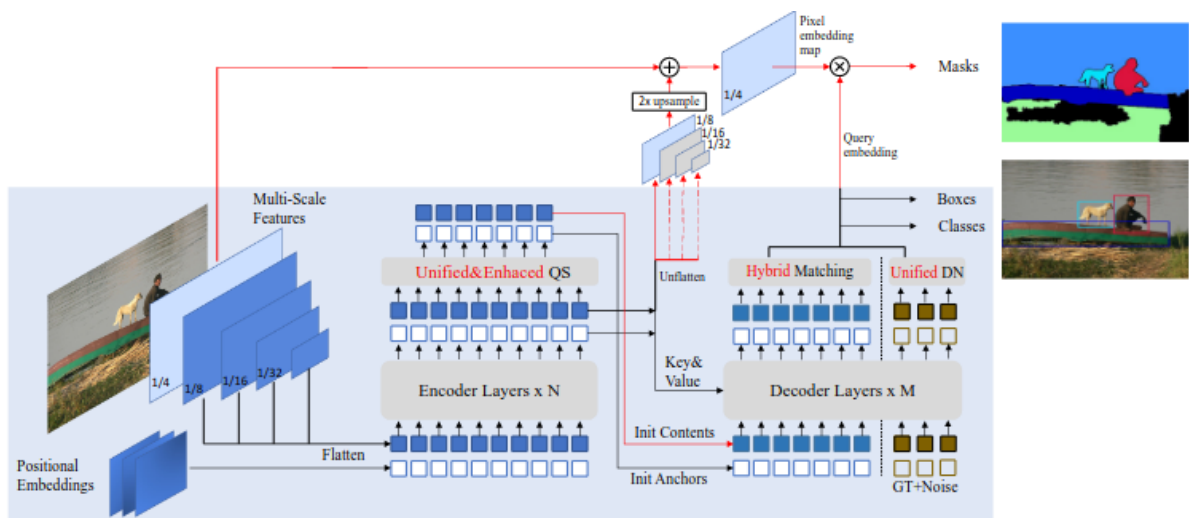 Pixel
embedding
map
Masks
1/4
2x upsample
1/8
1/16
1/32
Query
embedding
Multi-Scale
Features
Boxes
Classes
Unified&Enhaced QS
Unflatten
Hybrid Matching
Unified DN
1/4
1/8
1/16
1/32
Key&
Value
Encoder Layers x N
Decoder Layers x M
Init Contents
Flatten
Positional
Embeddings
Init Anchors
GT+Noise